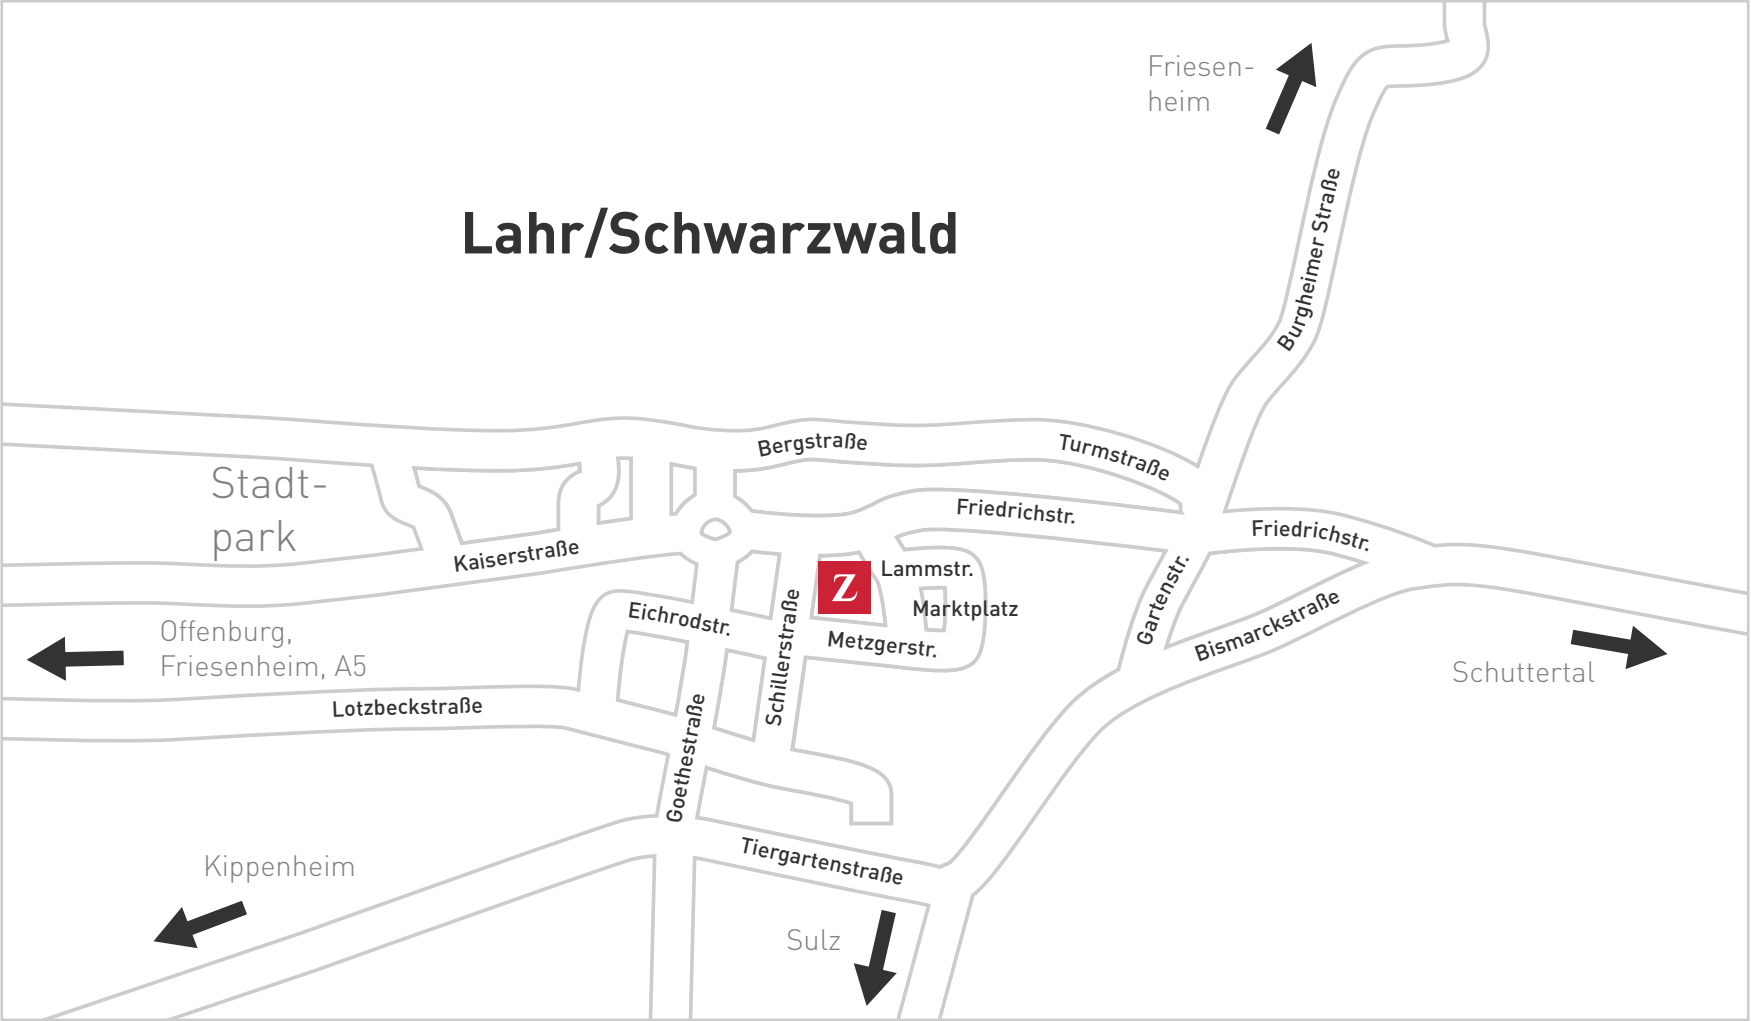 Friesen-
heim
Burgheimer Straße
Lahr/Schwarzwald
Bergstraße
Turmstraße
Stadt-
park
Friedrichstr.
Friedrichstr.
Kaiserstraße
Lammstr.
Z
Marktplatz
Gartenstr.
Bismarckstraße
Eichrodstr.
Schillerstraße
Metzgerstr.
Offenburg,
Friesenheim, A5
Schuttertal
Lotzbeckstraße
Goethestraße
Tiergartenstraße
Kippenheim
Sulz